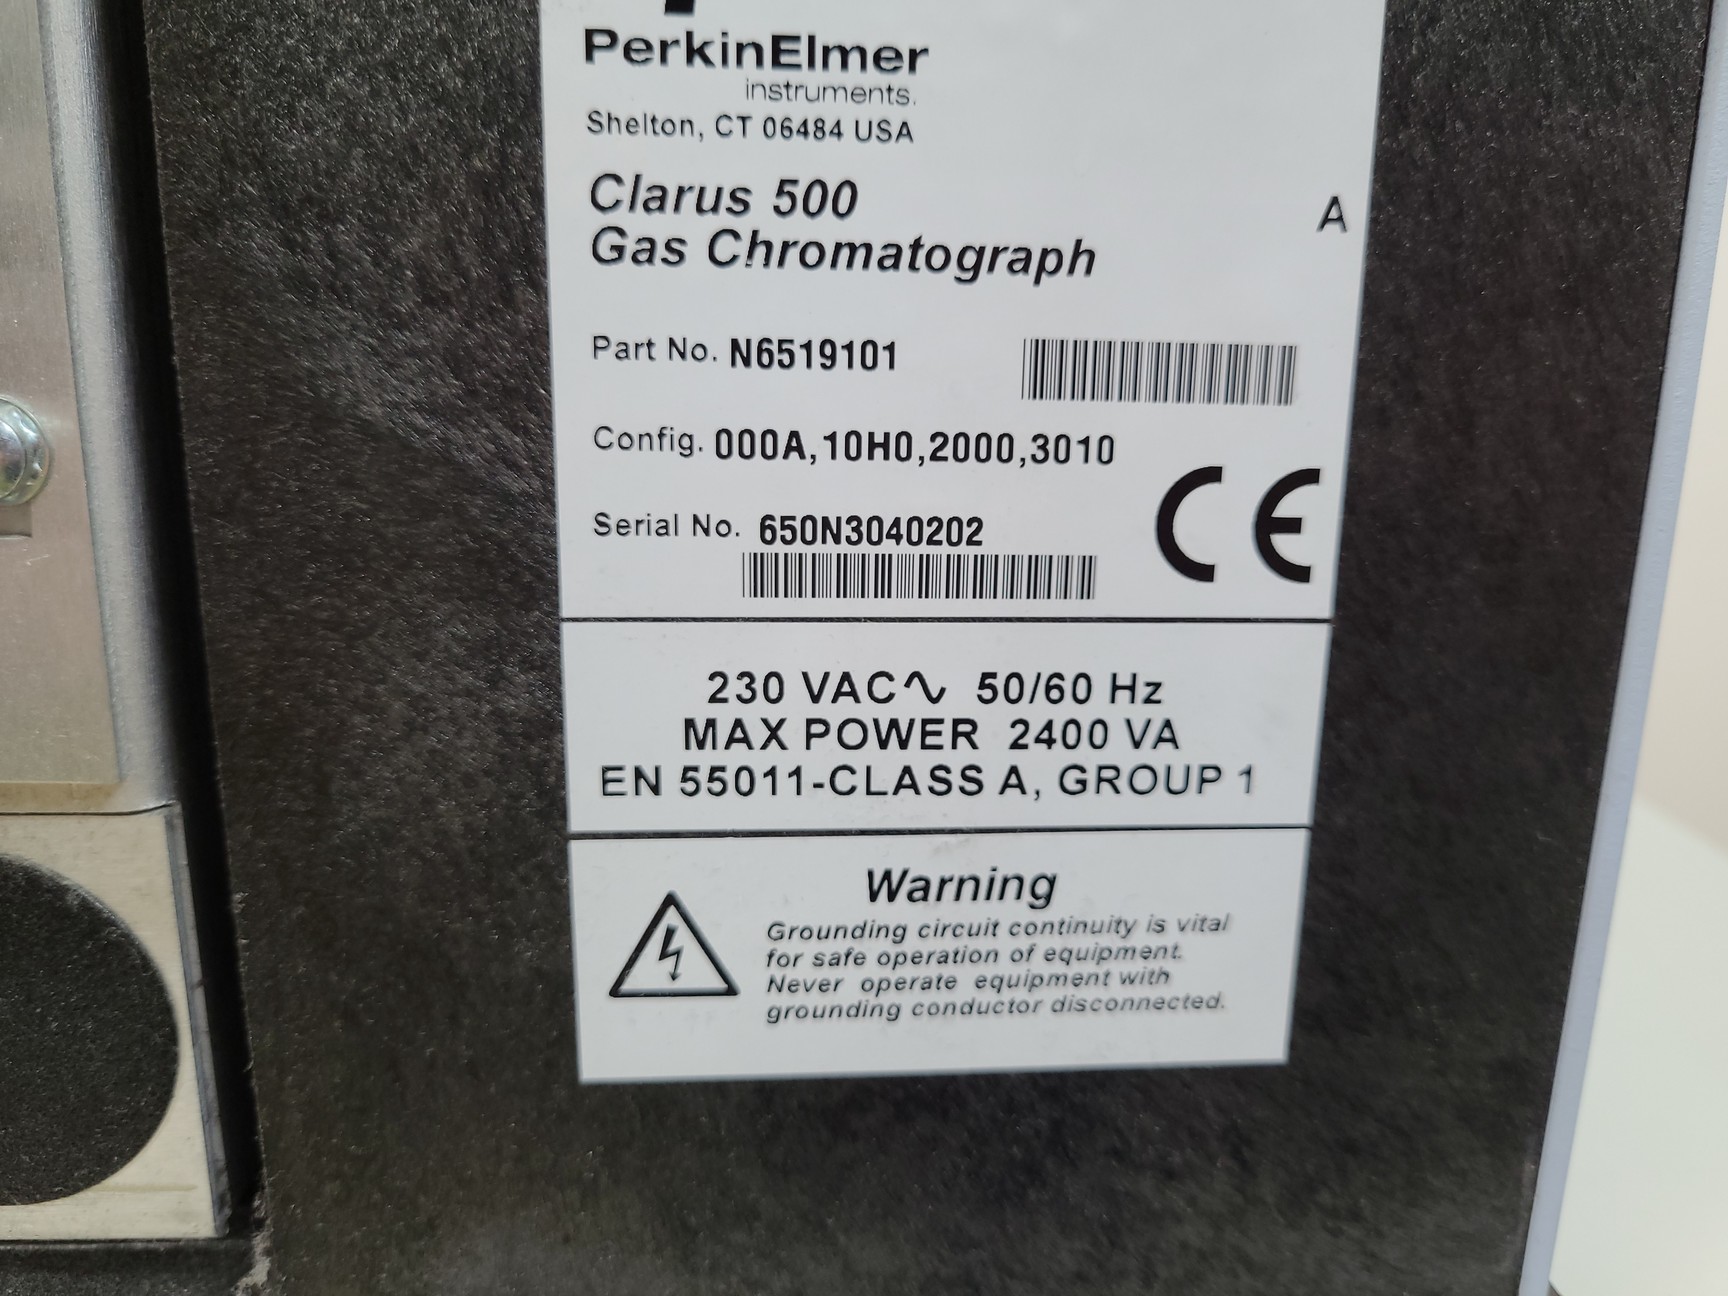 PerkinElmer
instruments.
Shelton, CT 06484 USA
Clarus 500
A
Gas Chromatograph
Part No. N6519101
Config. 000A,10H0,2000,3010
CE
Serial No. 650N3040202
230 VAC∿ 50/60 Hz
MAX POWER 2400 VA
EN 55011-CLASS A, GROUP 1
Warning
Grounding circuit continuity is vital
for safe operation of equipment.
Never operate equipment with
grounding conductor disconnected.